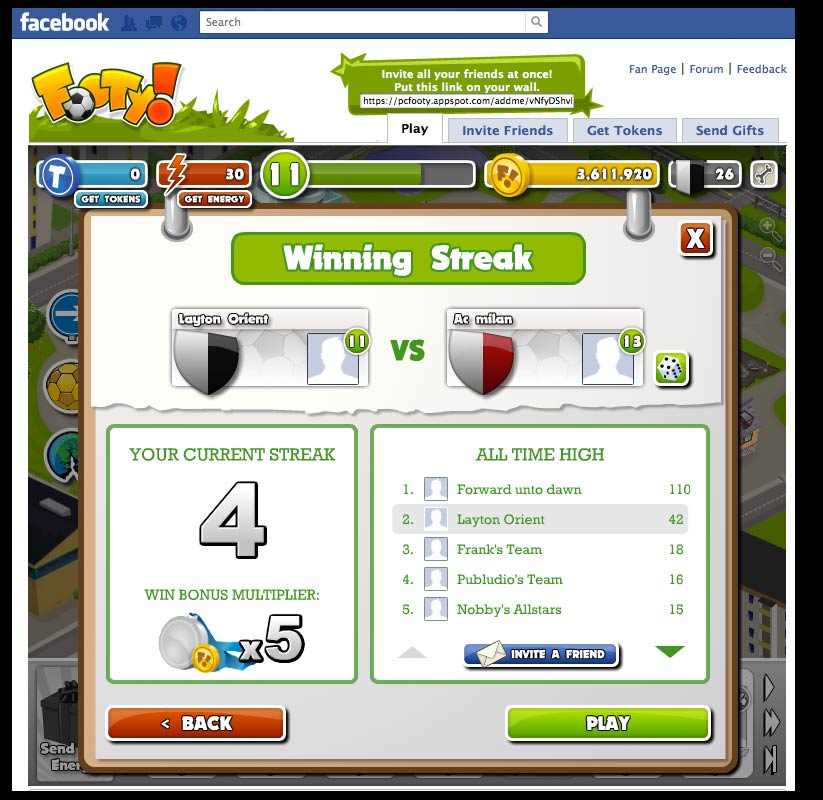 facebook
Search
FOOTY!
Invite all your friends at once!
Put this link on your wall.
https://pcfooty.appspot.com/addme/vNfyDShvl
Fan Page | Forum | Feedback
Play
Invite Friends
Get Tokens
Send Gifts
T
0
30
11
3,611,920
26
GET TOKENS
GET ENERGY
X
Winning Streak
Layton Orient
11
VS
Ac milan
13
YOUR CURRENT STREAK
4
WIN BONUS MULTIPLIER:
x5
ALL TIME HIGH
1. Forward unto dawn 110
2. Layton Orient 42
3. Frank's Team 18
4. Publudio's Team 16
5. Nobby's Allstars 15
INVITE A FRIEND
< BACK
PLAY
Send